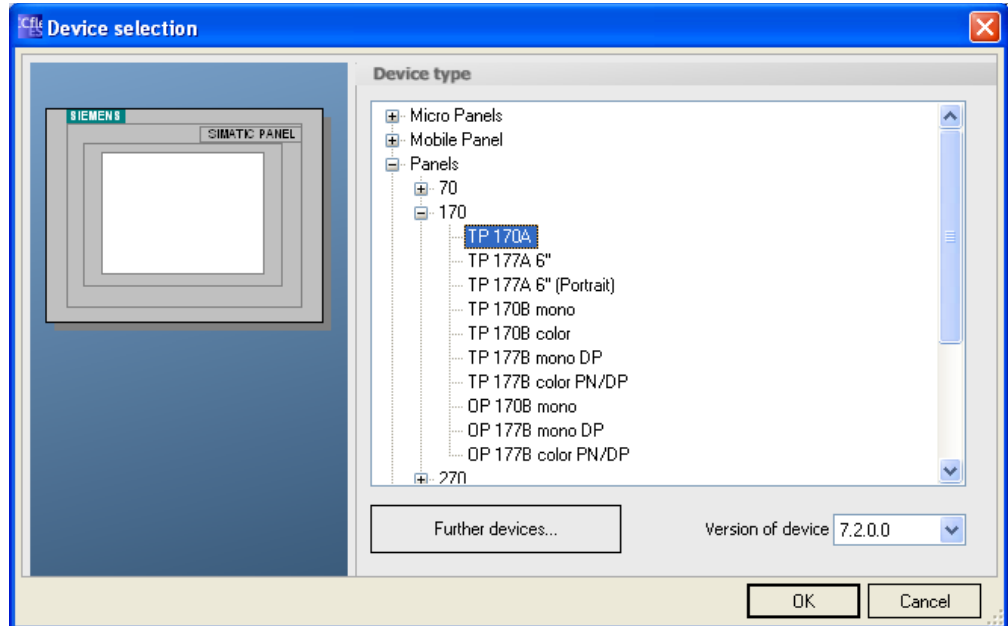 Device selection
SIEMENS
SIMATIC PANEL
Device type
Micro Panels
Mobile Panel
Panels
70
170
TP 170A
TP 177A 6"
TP 177A 6" (Portrait)
TP 170B mono
TP 170B color
TP 177B mono DP
TP 177B color PN/DP
OP 170B mono
OP 177B mono DP
OP 177B color PN/DP
270
Further devices...
Version of device 7.2.0.0
OK Cancel